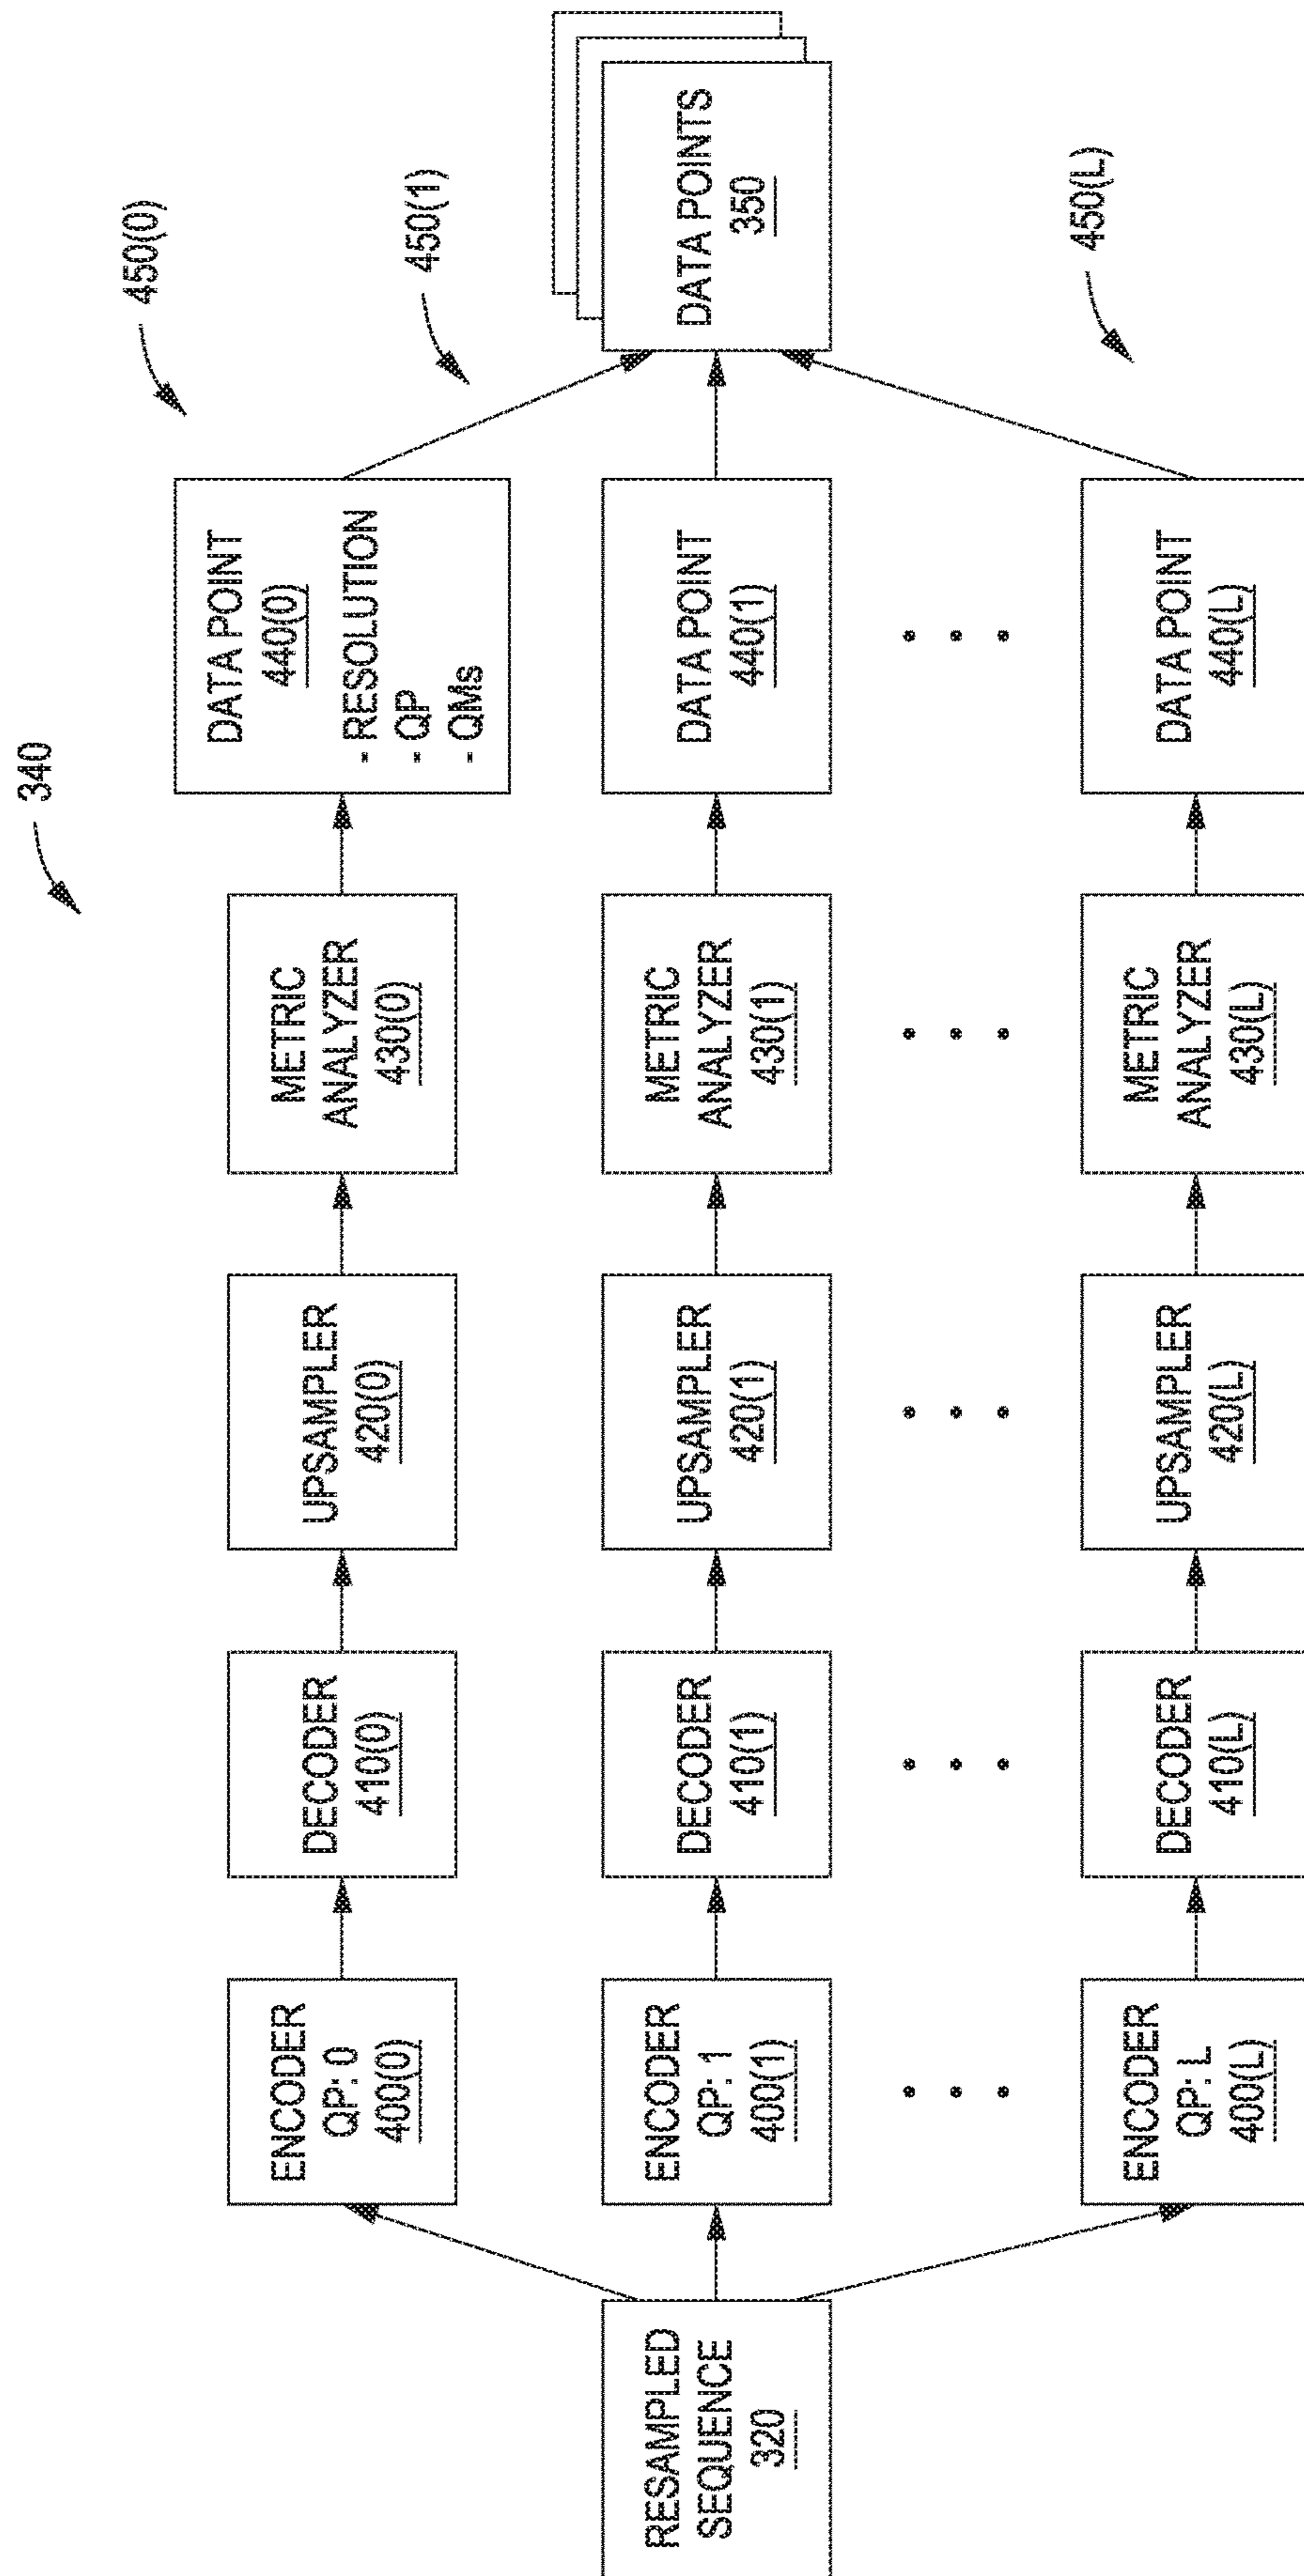 340
450(0)
450(1)
450(L)
RESAMPLED
SEQUENCE
320
ENCODER
QP: 0
400(0)
DECODER
410(0)
UPSAMPLER
420(0)
METRIC
ANALYZER
430(0)
DATA POINT
440(0)
- RESOLUTION
- QP
- QMs
ENCODER
QP: 1
400(1)
DECODER
410(1)
UPSAMPLER
420(1)
METRIC
ANALYZER
430(1)
DATA POINT
440(1)
ENCODER
QP: L
400(L)
DECODER
410(L)
UPSAMPLER
420(L)
METRIC
ANALYZER
430(L)
DATA POINT
440(L)
DATA POINTS
350